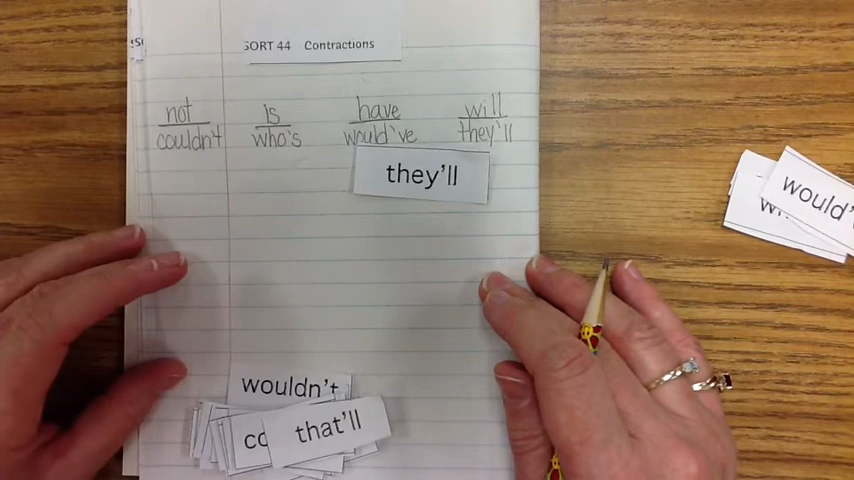 SORT 44 Contractions
not is have will
couldn't who's would've they'll
they'll
would'
wouldn't
that'll